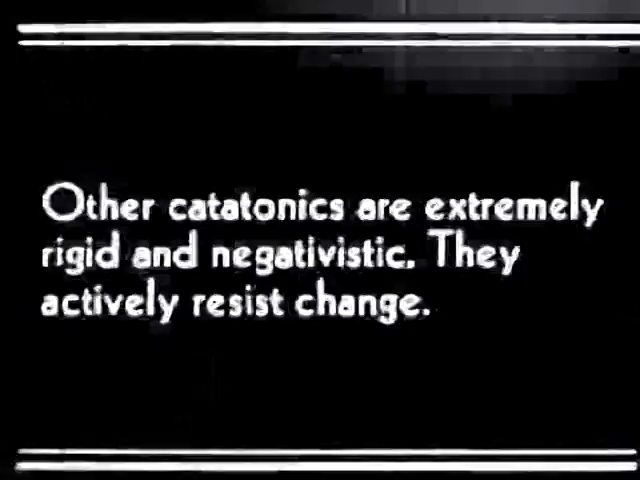 Other catatonics are extremely
rigid and negativistic. They
actively resist change.